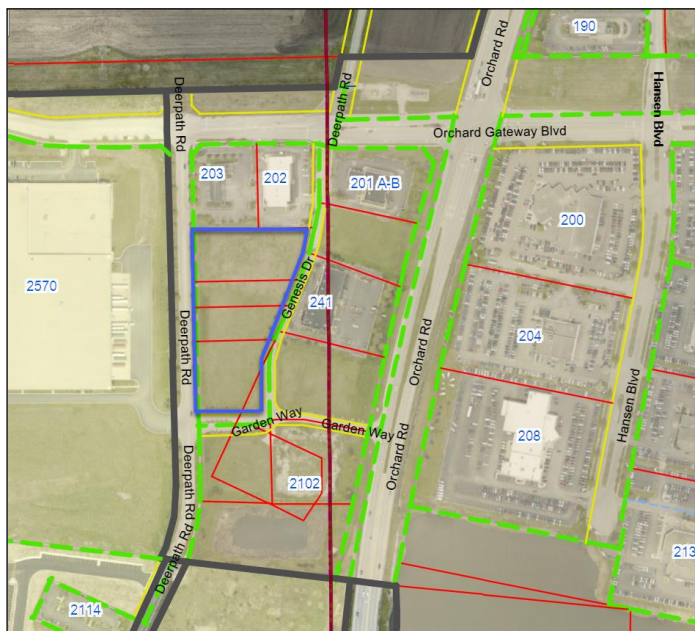 190
Orchard Rd
Deerpath Rd
Deerpath Rd
Hansen Blvd
Orchard Gateway Blvd
203
202
201 A-B
200
2570
Genesis Dr
241
Deerpath Rd
Orchard Rd
204
Hansen Blvd
Garden Way
Garden Way
208
Orchard Rd
Deerpath Rd
2102
213
Deerpath Rd
2114